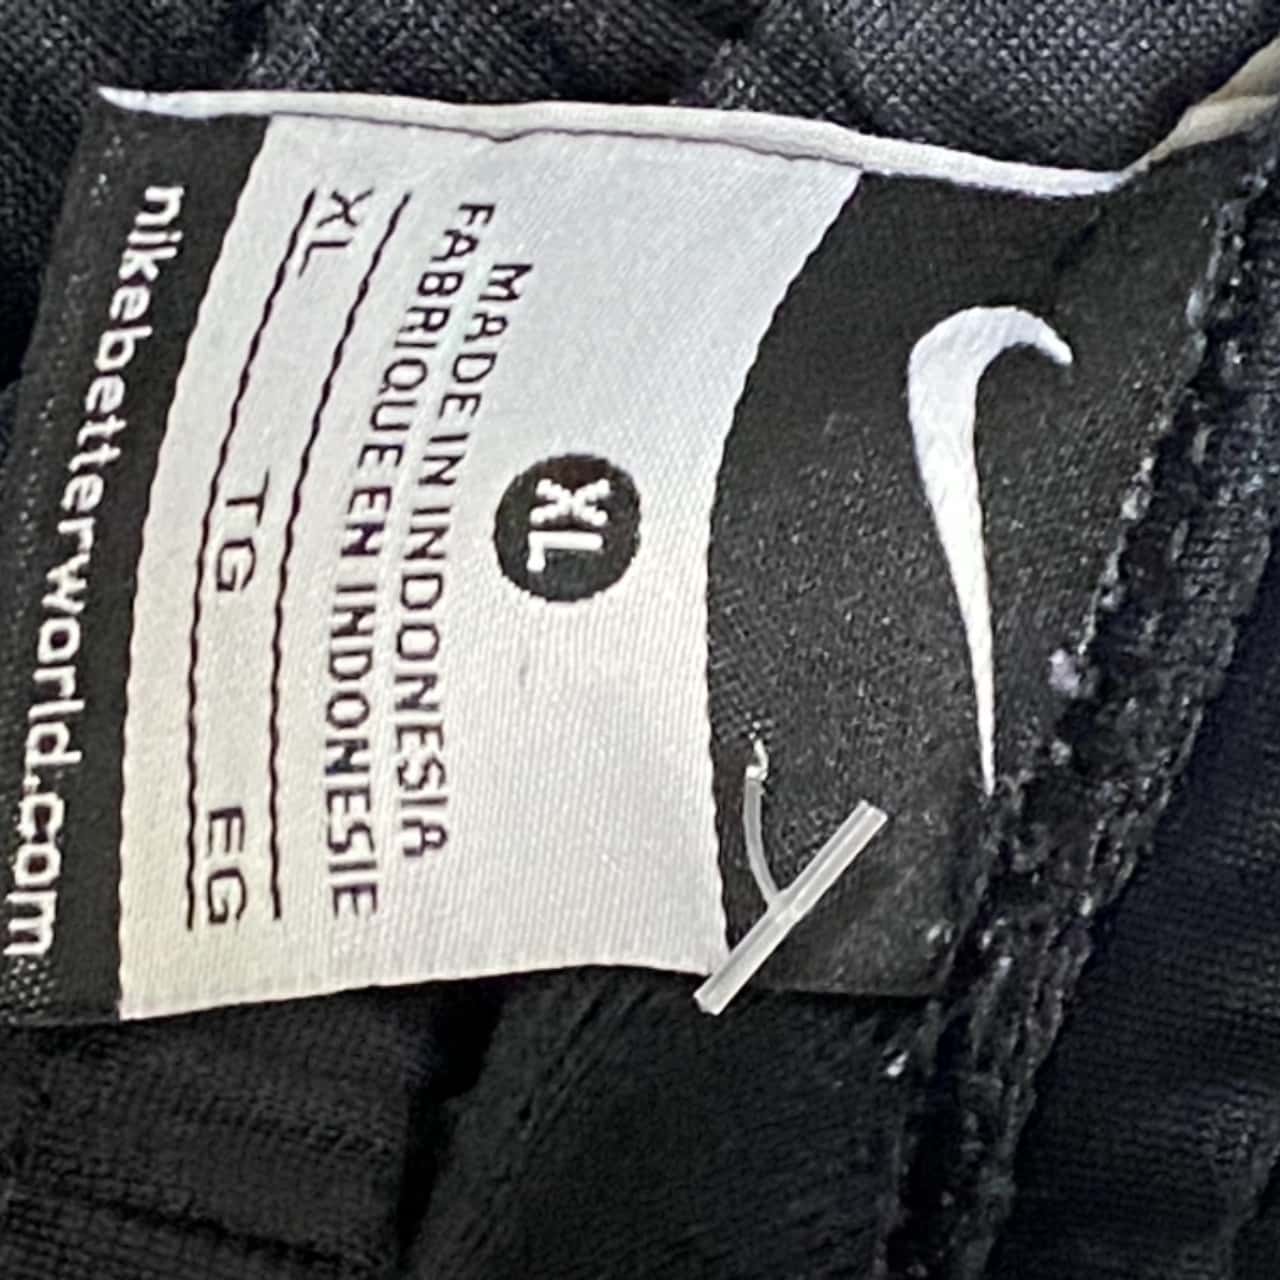 XL
MADE IN INDONESIA
FABRIQUE EN INDONESIE
XL TG EG
nikebetterworld.com